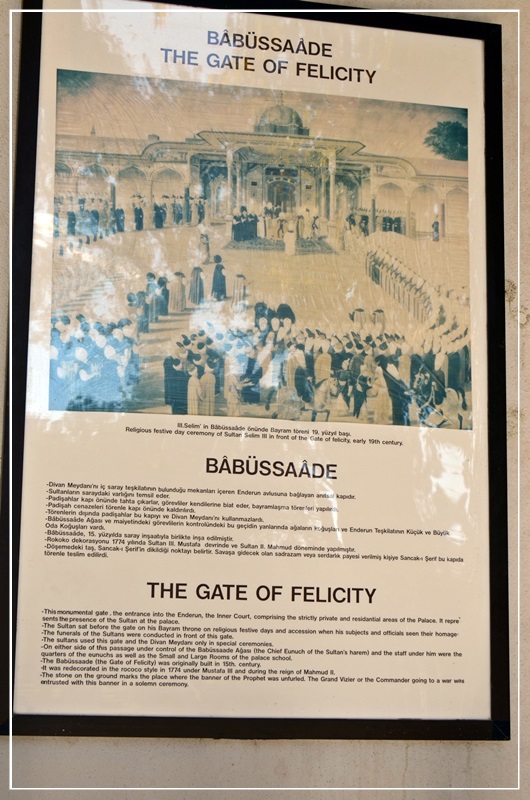 BÂBÜSSAÂDE
THE GATE OF FELICITY
III.Selim' in Bâbüssaâde önünde Bayram töreni 19. yüzyıl başı.
Religious festive day ceremony of Sultan Selim III in front of the Gate of felicity, early 19th century.
BÂBÜSSAÂDE
-Divan Meydanı'nı iç saray teşkilatının bulunduğu mekanları içeren Enderun avlusuna bağlayan anıtsal kapıdır.
-Sultanların saraydaki varlığını temsil eder.
-Padişahlar kapı önünde tahta çıkarlar, görevliler kendilerine biat eder, bayramlaşma törenleri yapılırdı.
-Padişah cenazeleri törenle kapı önünde kaldırılırdı.
-Törenlerin dışında padişahlar bu kapıyı ve Divan Meydanı'nı kullanmazlardı.
-Bâbüssaâde Ağası ve maiyetindeki görevlilerin kontrolündeki bu geçidin yanlarında ağaların koğuşları ve Enderun Teşkilatının Küçük ve Büyük
Oda Koğuşları vardı.
-Bâbüssaâde, 15. yüzyılda saray inşaatıyla birlikte inşa edilmiştir.
-Rokoko dekorasyonu 1774 yılında Sultan III. Mustafa devrinde ve Sultan II. Mahmud döneminde yapılmıştır.
-Döşemedeki taş, Sancak-ı Şerif'in dikildiği noktayı belirtir. Savaşa gidecek olan sadrazam veya serdarlık payesi verilmiş kişiye Sancak-ı Şerif bu kapıda
törenle teslim edilirdi.
THE GATE OF FELICITY
-This monumental gate , the entrance into the Enderun, the Inner Court, comprising the strictly private and residential areas of the Palace. It repre
sents the presence of the Sultan at the palace.
-The Sultan sat before the gate on his Bayram throne on religious festive days and accession when his subjects and officials seen their homage
-The funerals of the Sultans were conducted in front of this gate.
-The sultans used this gate and the Divan Meydanı only in special ceremonies.
-On either side of this passage under control of the Babüssaâde Ağası (the Chief Eunuch of the Sultan's harem) and the staff under him were the
quarters of the eunuchs as well as the Small and Large Rooms of the palace school.
-The Babüssaâde (the Gate of Felicity) was originally built in 15th. century.
-It was redecorated in the rococo style in 1774 under Mustafa III and during the reign of Mahmud II.
-The stone on the ground marks the place where the banner of the Prophet was unfurled. The Grand Vizier or the Commander going to a war was
entrusted with this banner in a solemn ceremony.